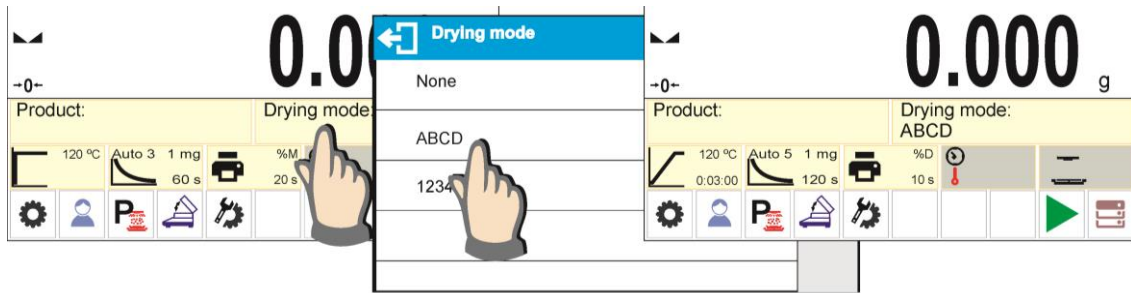 0.0
→0←
Product:
Drying mode:
120 ºC
Auto 3 1 mg
60 s
%M
20 s
P
Drying mode
None
ABCD
1234
0.000 g
→0←
Product:
Drying mode:
ABCD
120 ºC
0:03:00
Auto 5 1 mg
120 s
%D
10 s
P